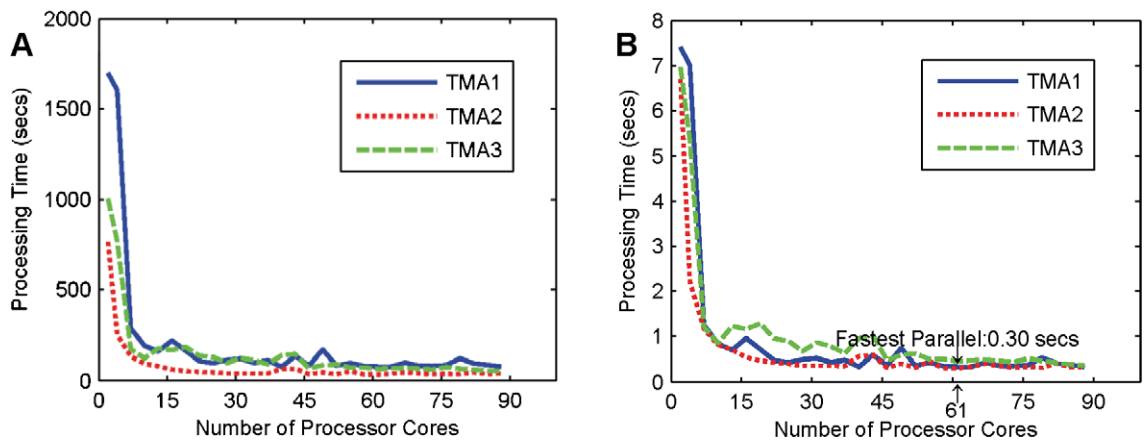 A
2000
1500
1000
500
0
0
15
30
45
60
75
90
Processing Time (secs)
Number of Processor Cores
TMA1
TMA2
TMA3
B
8
7
6
5
4
3
2
1
0
0
15
30
45
60
75
90
61
Processing Time (secs)
Number of Processor Cores
TMA1
TMA2
TMA3
Fastest Parallel:0.30 secs